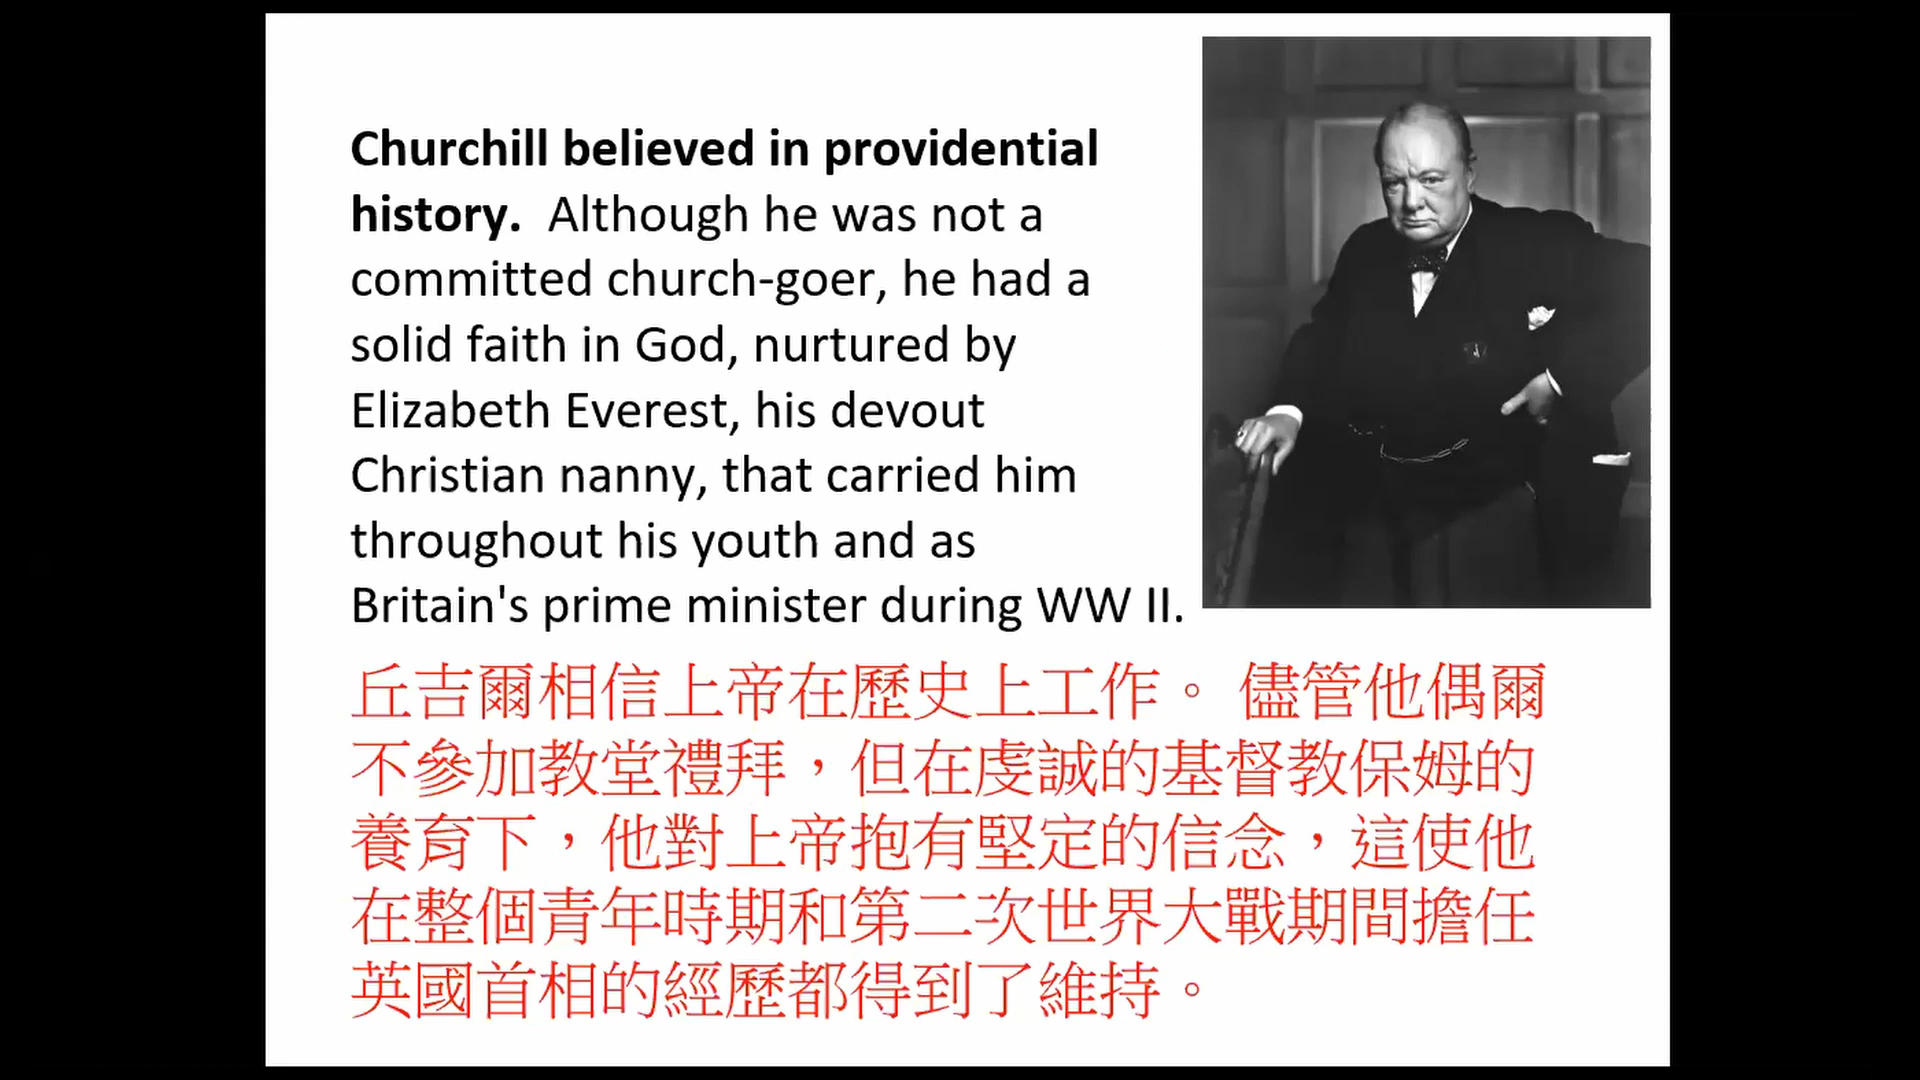 Churchill believed in providential
history.  Although he was not a
committed church-goer, he had a
solid faith in God, nurtured by
Elizabeth Everest, his devout
Christian nanny, that carried him
throughout his youth and as
Britain's prime minister during WW II.
丘吉爾相信上帝在歷史上工作。 儘管他偶爾
不參加教堂禮拜，但在虔誠的基督教保姆的
養育下，他對上帝抱有堅定的信念，這使他
在整個青年時期和第二次世界大戰期間擔任
英國首相的經歷都得到了維持。